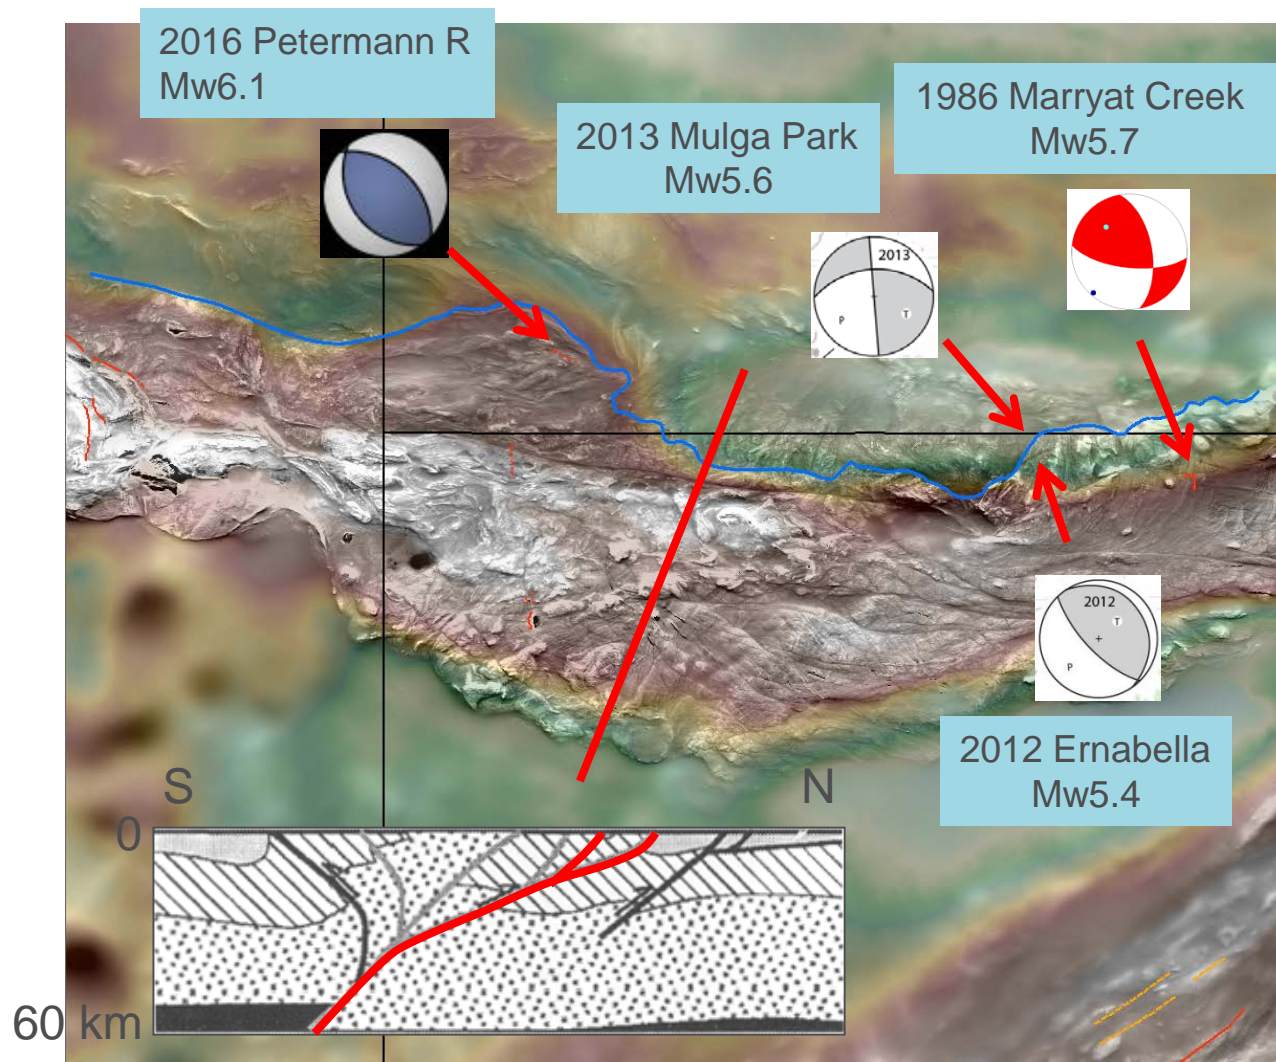 2016 Petermann R
Mw6.1
2013 Mulga Park
Mw5.6
1986 Marryat Creek
Mw5.7
2013
P
T
2012
T
P
2012 Ernabella
Mw5.4
S
N
0
60 km